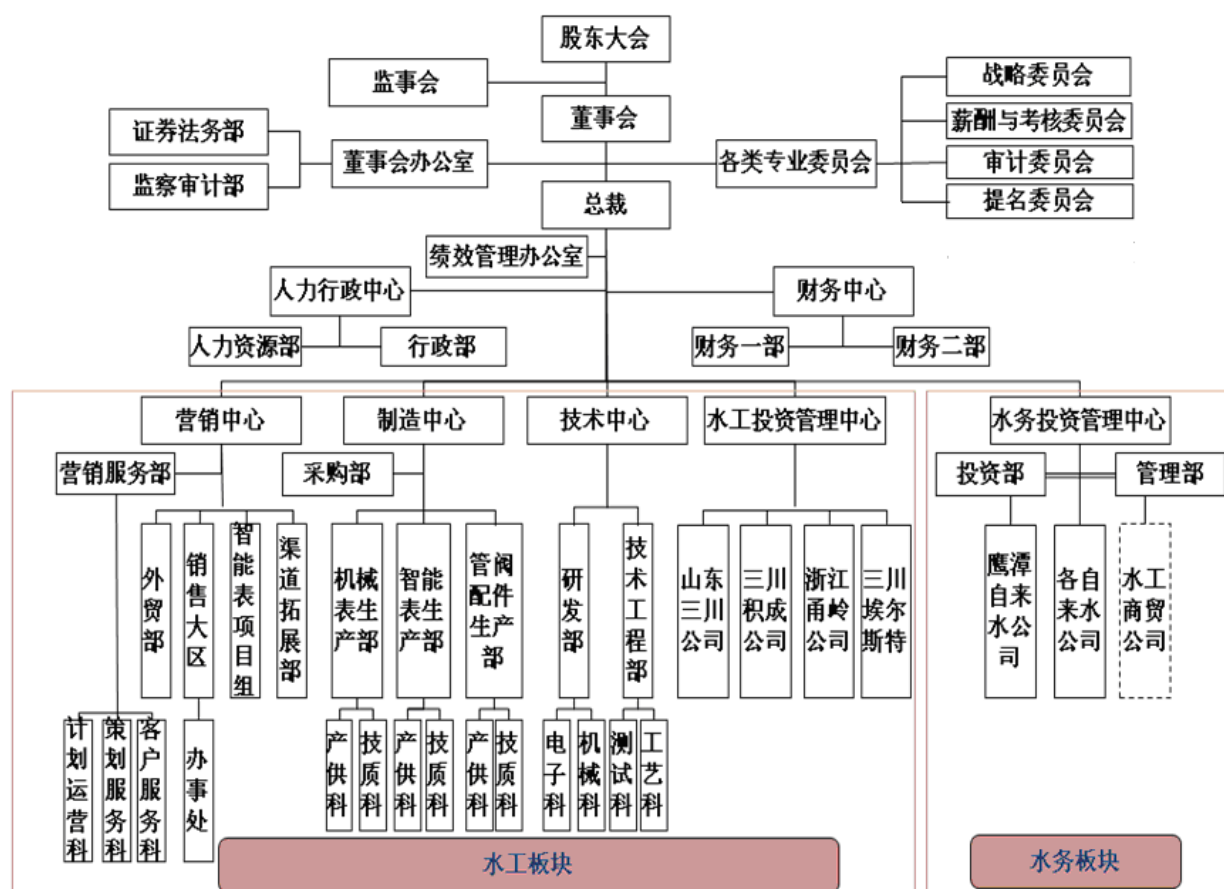 股东大会
监事会
战略委员会
董事会
薪酬与考核委员会
证券法务部
董事会办公室
各类专业委员会
审计委员会
监察审计部
总裁
提名委员会
绩效管理办公室
人力行政中心
财务中心
人力资源部
行政部
财务一部
财务二部
营销中心
制造中心
技术中心
水工投资管理中心
水务投资管理中心
营销服务部
采购部
投资部
管理部
外贸部
销售大区
智能表项目组
渠道拓展部
机械表生产部
智能表生产部
管阀配件生产部
研发部
技术工程部
山东三川公司
三川积成公司
浙江甬岭公司
三川埃尔斯特
鹰潭自来水公司
各自来水公司
水工商贸公司
计划运营科
策划服务科
客户服务科
办事处
产供科
技质科
产供科
技质科
产供科
技质科
电子科
机械科
测试科
工艺科
水工板块
水务板块